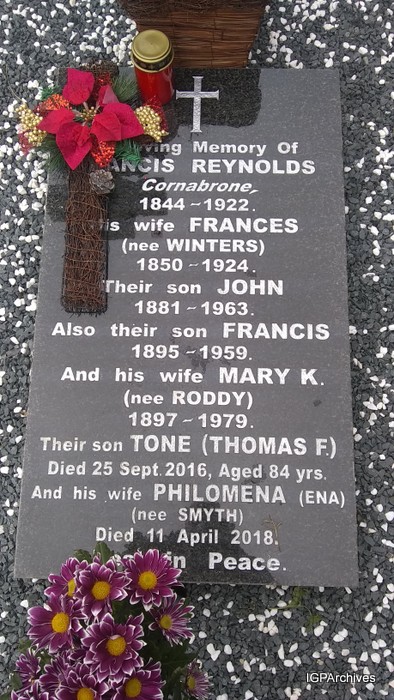 ving Memory Of
ANCIS REYNOLDS
Cornabrone,
1844 ~ 1922.
is wife FRANCES
(nee WINTERS)
1850 ~ 1924.
Their son JOHN
1881 ~ 1963.
Also their son FRANCIS
1895 ~ 1959.
And his wife MARY K.
(nee RODDY)
1897 ~ 1979.
Their son TONE (THOMAS F.)
Died 25 Sept. 2016, Aged 84 yrs.
And his wife PHILOMENA (ENA)
(nee SMYTH)
Died 11 April 2018.
in Peace.
IGPArchives